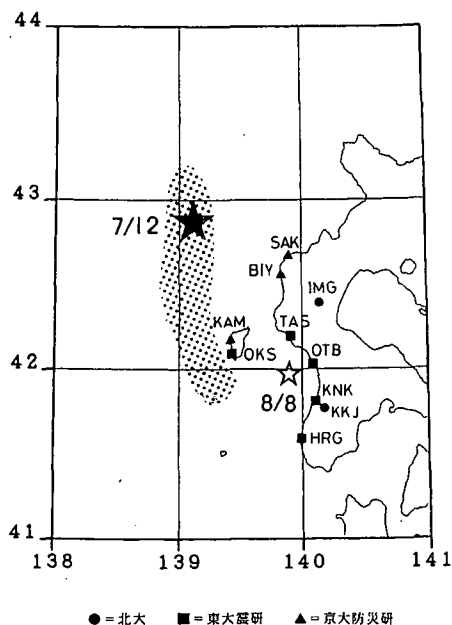 44
43
7/12
SAK
BIY
IMG
KAM
TAS
42
OKS
OTB
8/8
KNK
KKJ
HRG
41
138
139
140
141
●=北大 ■=東大震研 ▲=京大防災研